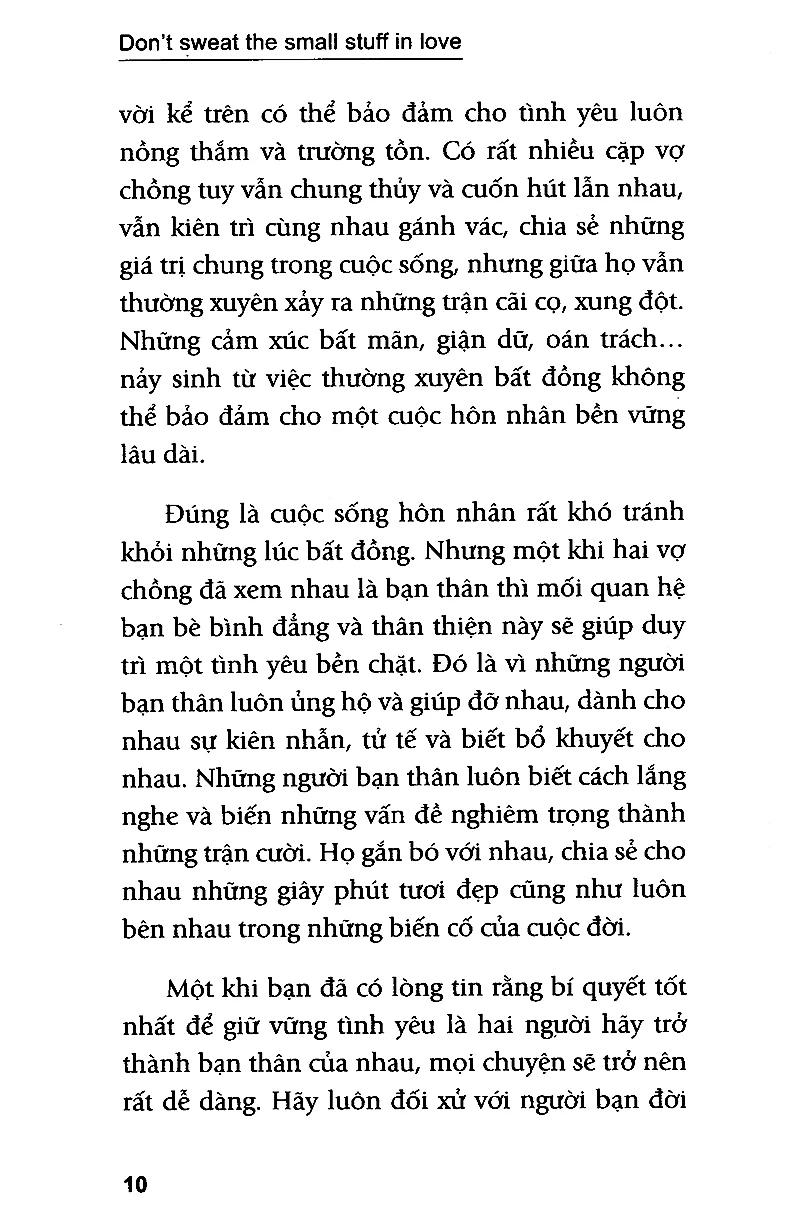 Don't sweat the small stuff in love
vời kể trên có thể bảo đảm cho tình yêu luôn
nồng thắm và trường tồn. Có rất nhiều cặp vợ
chồng tuy vẫn chung thủy và cuốn hút lẫn nhau,
vẫn kiên trì cùng nhau gánh vác, chia sẻ những
giá trị chung trong cuộc sống, nhưng giữa họ vẫn
thường xuyên xảy ra những trận cãi cọ, xung đột.
Những cảm xúc bất mãn, giận dữ, oán trách...
nảy sinh từ việc thường xuyên bất đồng không
thể bảo đảm cho một cuộc hôn nhân bền vững
lâu dài.
Đúng là cuộc sống hôn nhân rất khó tránh
khỏi những lúc bất đồng. Nhưng một khi hai vợ
chồng đã xem nhau là bạn thân thì mối quan hệ
bạn bè bình đẳng và thân thiện này sẽ giúp duy
trì một tình yêu bền chặt. Đó là vì những người
bạn thân luôn ủng hộ và giúp đỡ nhau, dành cho
nhau sự kiên nhẫn, tử tế và biết bổ khuyết cho
nhau. Những người bạn thân luôn biết cách lắng
nghe và biến những vấn đề nghiêm trọng thành
những trận cười. Họ gắn bó với nhau, chia sẻ cho
nhau những giây phút tươi đẹp cũng như luôn
bên nhau trong những biến cố của cuộc đời.
Một khi bạn đã có lòng tin rằng bí quyết tốt
nhất để giữ vững tình yêu là hai người hãy trở
thành bạn thân của nhau, mọi chuyện sẽ trở nên
rất dễ dàng. Hãy luôn đối xử với người bạn đời
10